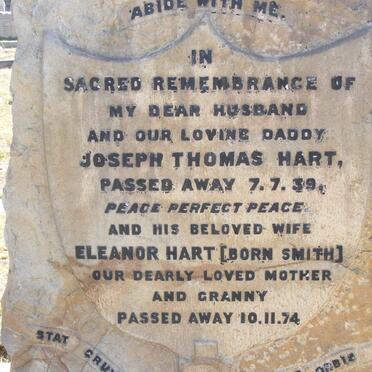 ABIDE WITH ME.
IN
SACRED REMEMBRANCE OF
MY DEAR HUSBAND
AND OUR LOVING DADDY
JOSEPH THOMAS HART,
PASSED AWAY 7.7.39.
PEACE PERFECT PEACE
AND HIS BELOVED WIFE
ELEANOR HART [BORN SMITH]
OUR DEARLY LOVED MOTHER
AND GRANNY
PASSED AWAY 10.11.74
STAT
ORBIS